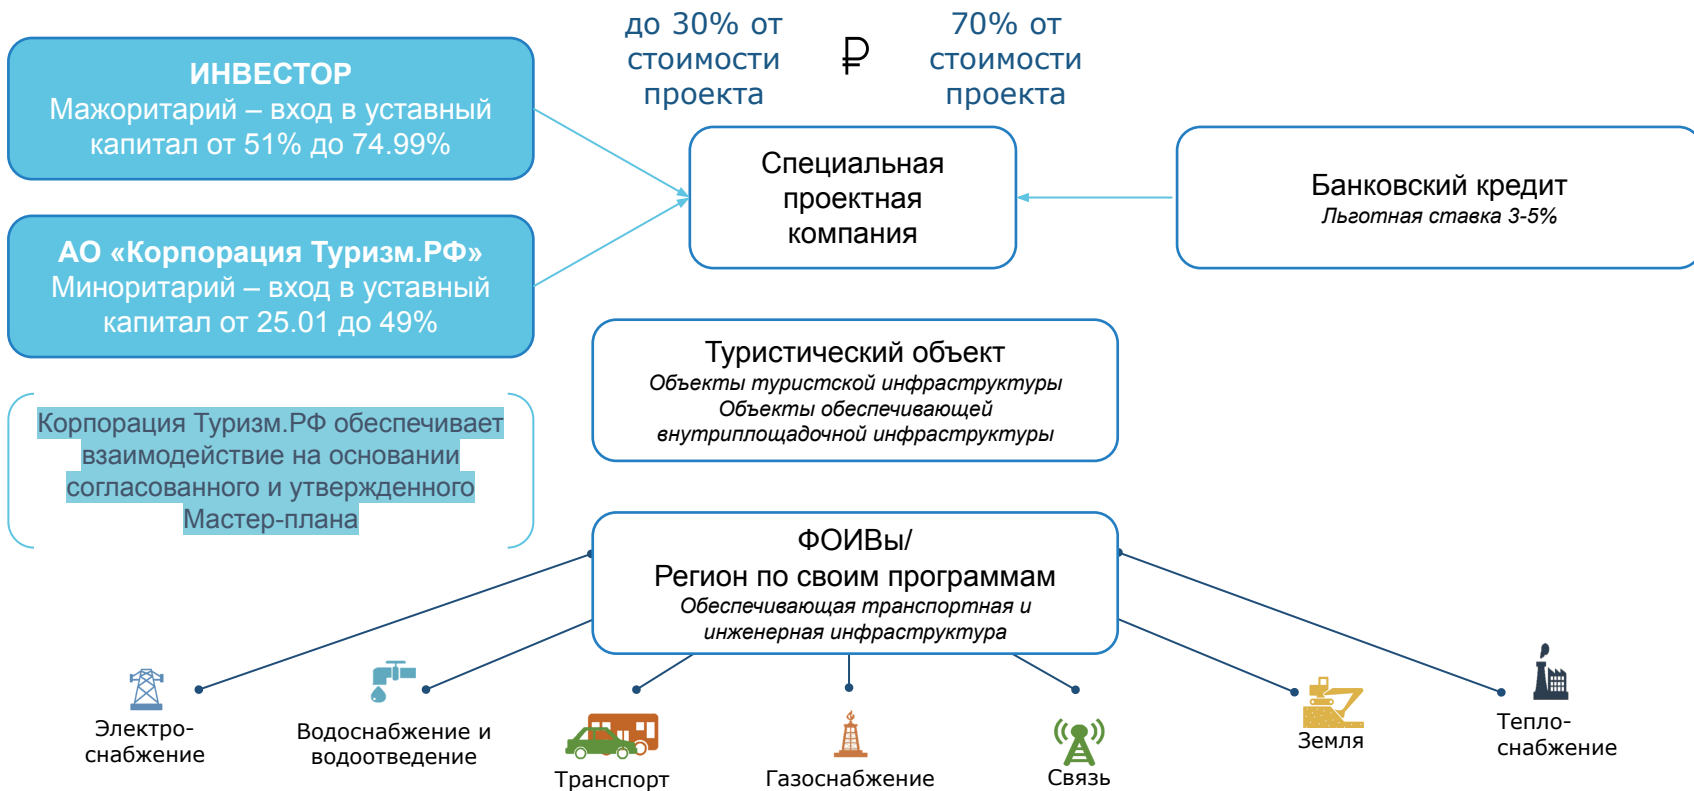 до 30% от
стоимости
проекта
₽
70% от
стоимости
проекта
ИНВЕСТОР
Мажоритарий – вход в уставный
капитал от 51% до 74.99%
Специальная
проектная
компания
Банковский кредит
Льготная ставка 3-5%
АО «Корпорация Туризм.РФ»
Миноритарий – вход в уставный
капитал от 25.01 до 49%
Туристический объект
Объекты туристской инфраструктуры
Объекты обеспечивающей
внутриплощадочной инфраструктуры
Корпорация Туризм.РФ обеспечивает
взаимодействие на основании
согласованного и утвержденного
Мастер-плана
ФОИВы/
Регион по своим программам
Обеспечивающая транспортная и
инженерная инфраструктура
Электро-
снабжение
Водоснабжение и
водоотведение
Транспорт
Газоснабжение
Связь
Земля
Тепло-
снабжение